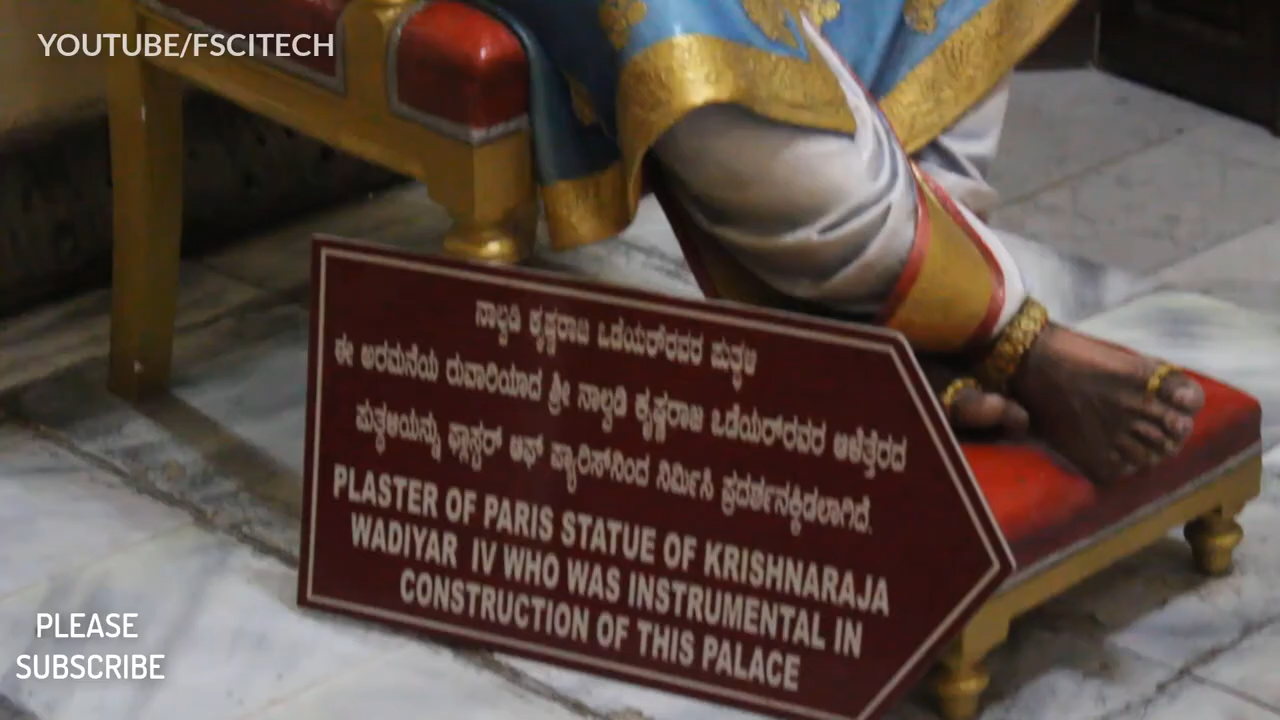 YOUTUBE/FSCITECH
ನಾಲ್ವಡಿ ಕೃಷ್ಣರಾಜ ಒಡೆಯರ್‌ರವರ ಪುತ್ಥಳಿ
ಈ ಅರಮನೆಯ ರುವಾರಿಯಾದ ಶ್ರೀ ನಾಲ್ವಡಿ ಕೃಷ್ಣರಾಜ ಒಡೆಯರ್‌ರವರ ಆಳೆತ್ತರದ
ಪುತ್ಥಳಿಯನ್ನು ಪ್ಲಾಸ್ಟರ್ ಆಫ್ ಪ್ಯಾರಿಸ್‌ನಿಂದ ನಿರ್ಮಿಸಿ ಪ್ರದರ್ಶನಕ್ಕಿಡಲಾಗಿದೆ.
PLASTER OF PARIS STATUE OF KRISHNARAJA
WADIYAR IV WHO WAS INSTRUMENTAL IN
CONSTRUCTION OF THIS PALACE
PLEASE
SUBSCRIBE